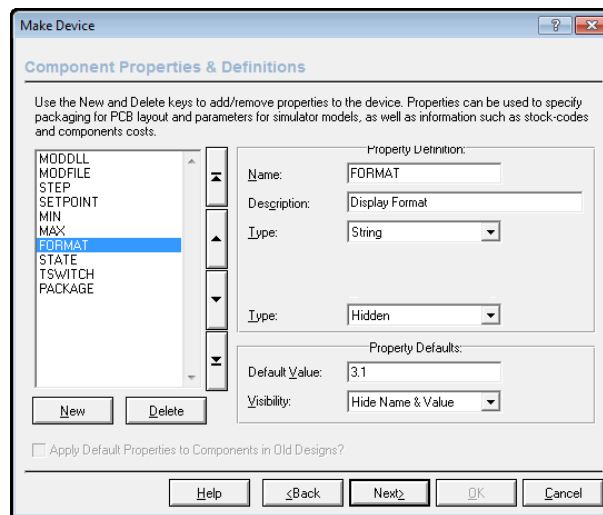 Make Device
Component Properties & Definitions
Use the New and Delete keys to add/remove properties to the device. Properties can be used to specify
packaging for PCB layout and parameters for simulator models, as well as information such as stock-codes
and components costs.
MODDLL
MODFILE
STEP
SETPOINT
MIN
MAX
FORMAT
STATE
TSWITCH
PACKAGE
New
Delete
Property Definition:
Name: FORMAT
Description: Display Format
Type: String
Type: Hidden
Property Defaults:
Default Value: 3.1
Visibility: Hide Name & Value
Apply Default Properties to Components in Old Designs?
Help
<Back
Next>
OK
Cancel